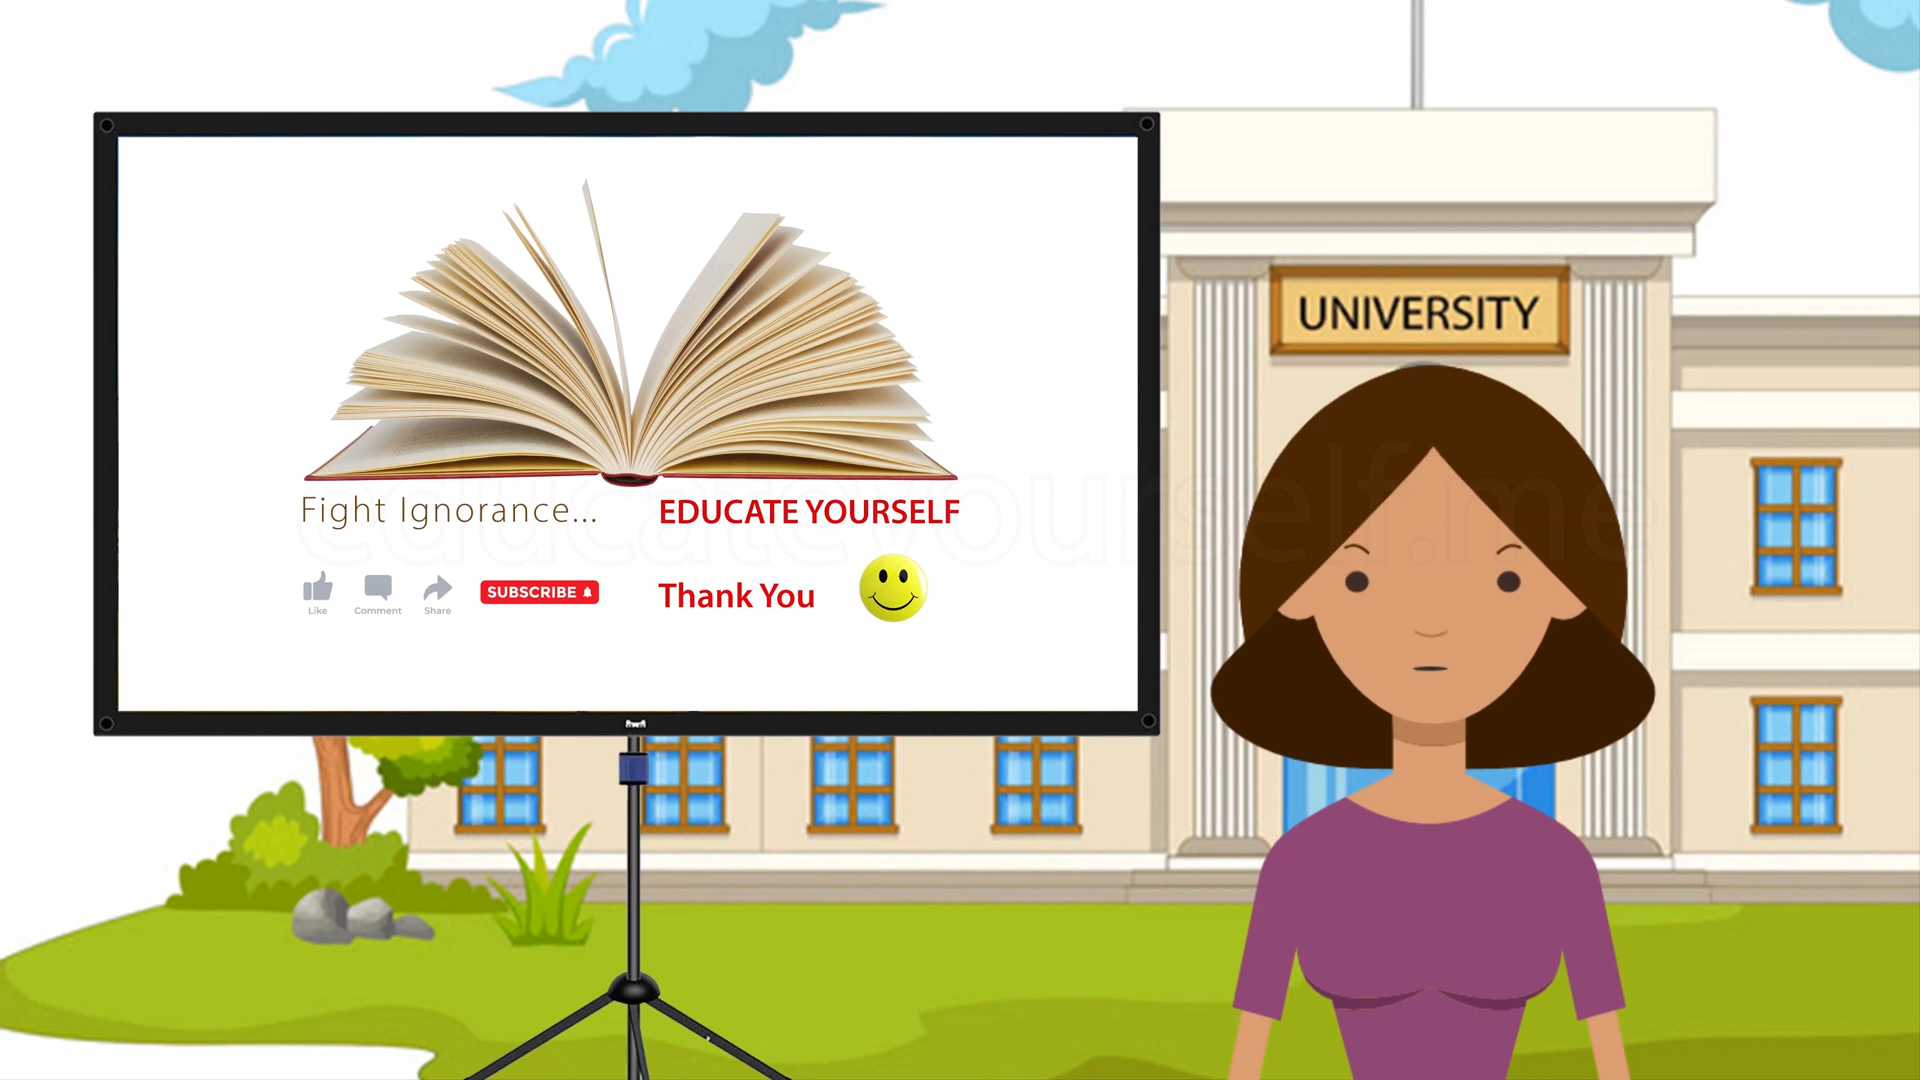 UNIVERSITY
Fight Ignorance... EDUCATE YOURSELF
educateyourself.me
Like Comment Share SUBSCRIBE Thank You